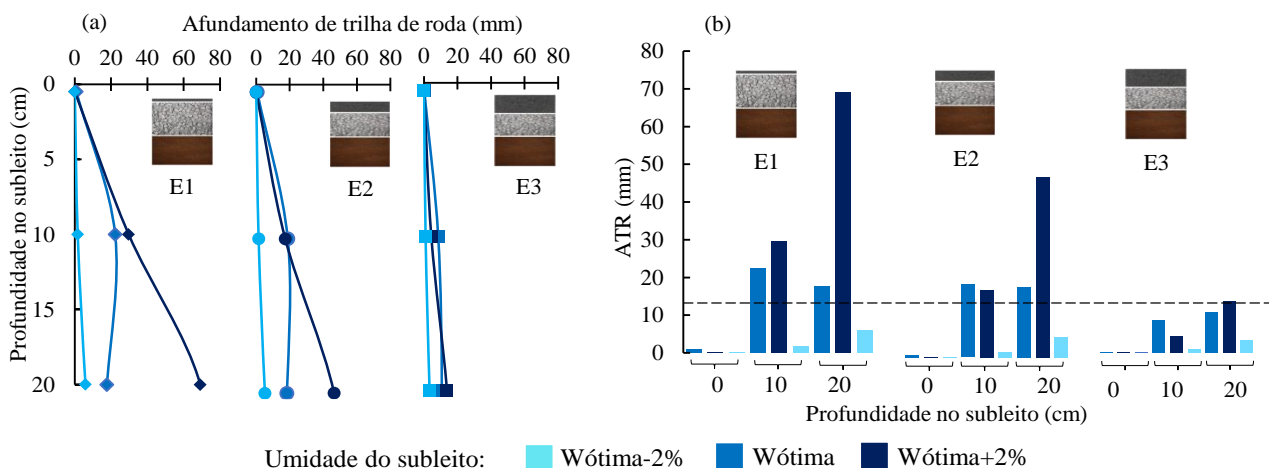 (a)
Afundamento de trilha de roda (mm)
0 20 40 60 80
0 20 40 60 80
0 20 40 60 80
Profundidade no subleito (cm)
0
5
10
15
20
E1
E2
E3
(b)
ATR (mm)
80
70
60
50
40
30
20
10
0
E1
E2
E3
0 10 20 0 10 20 0 10 20
Profundidade no subleito (cm)
Umidade do subleito: Wótima-2% Wótima Wótima+2%